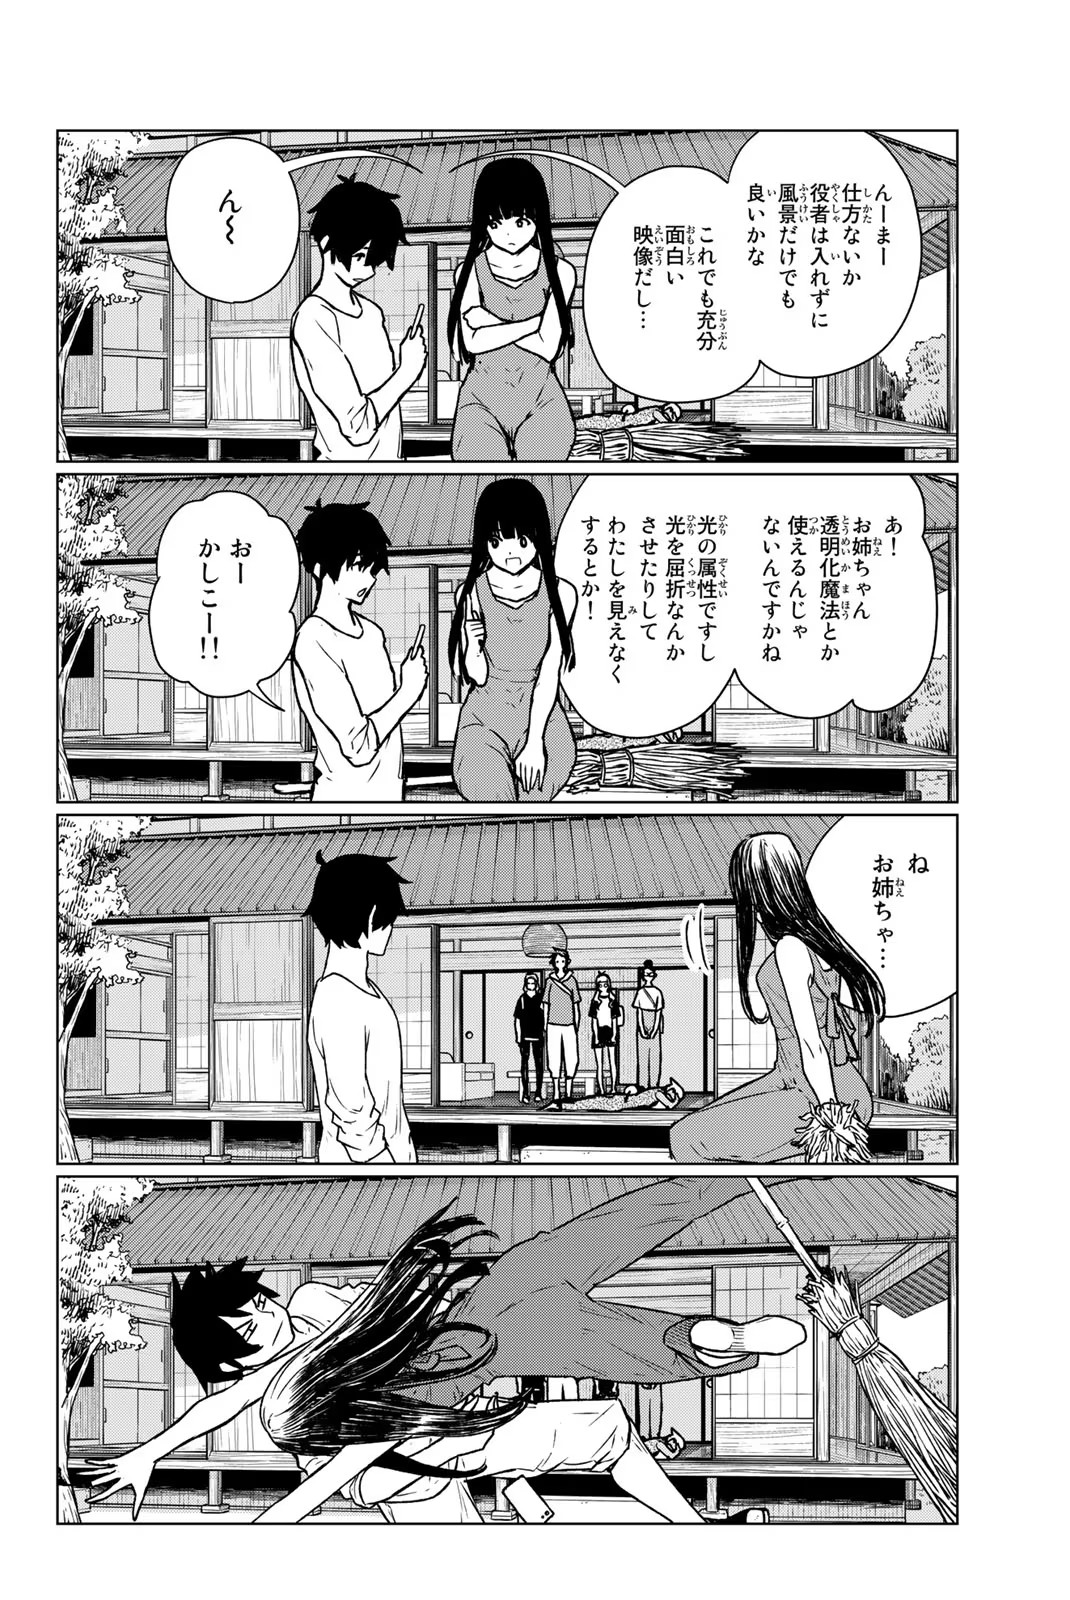 んーまー
仕方ないか
役者は入れずに
風景だけでも
良いかな
これでも充分
面白い
映像だし…
ん〜
あ!
お姉ちゃん
透明化魔法とか
使えるんじゃ
ないんですかね
光の属性ですし
光を屈折なんか
させたりして
わたしを見えなく
するとか!
おー
かしこー!!
ね
お姉ちゃ…